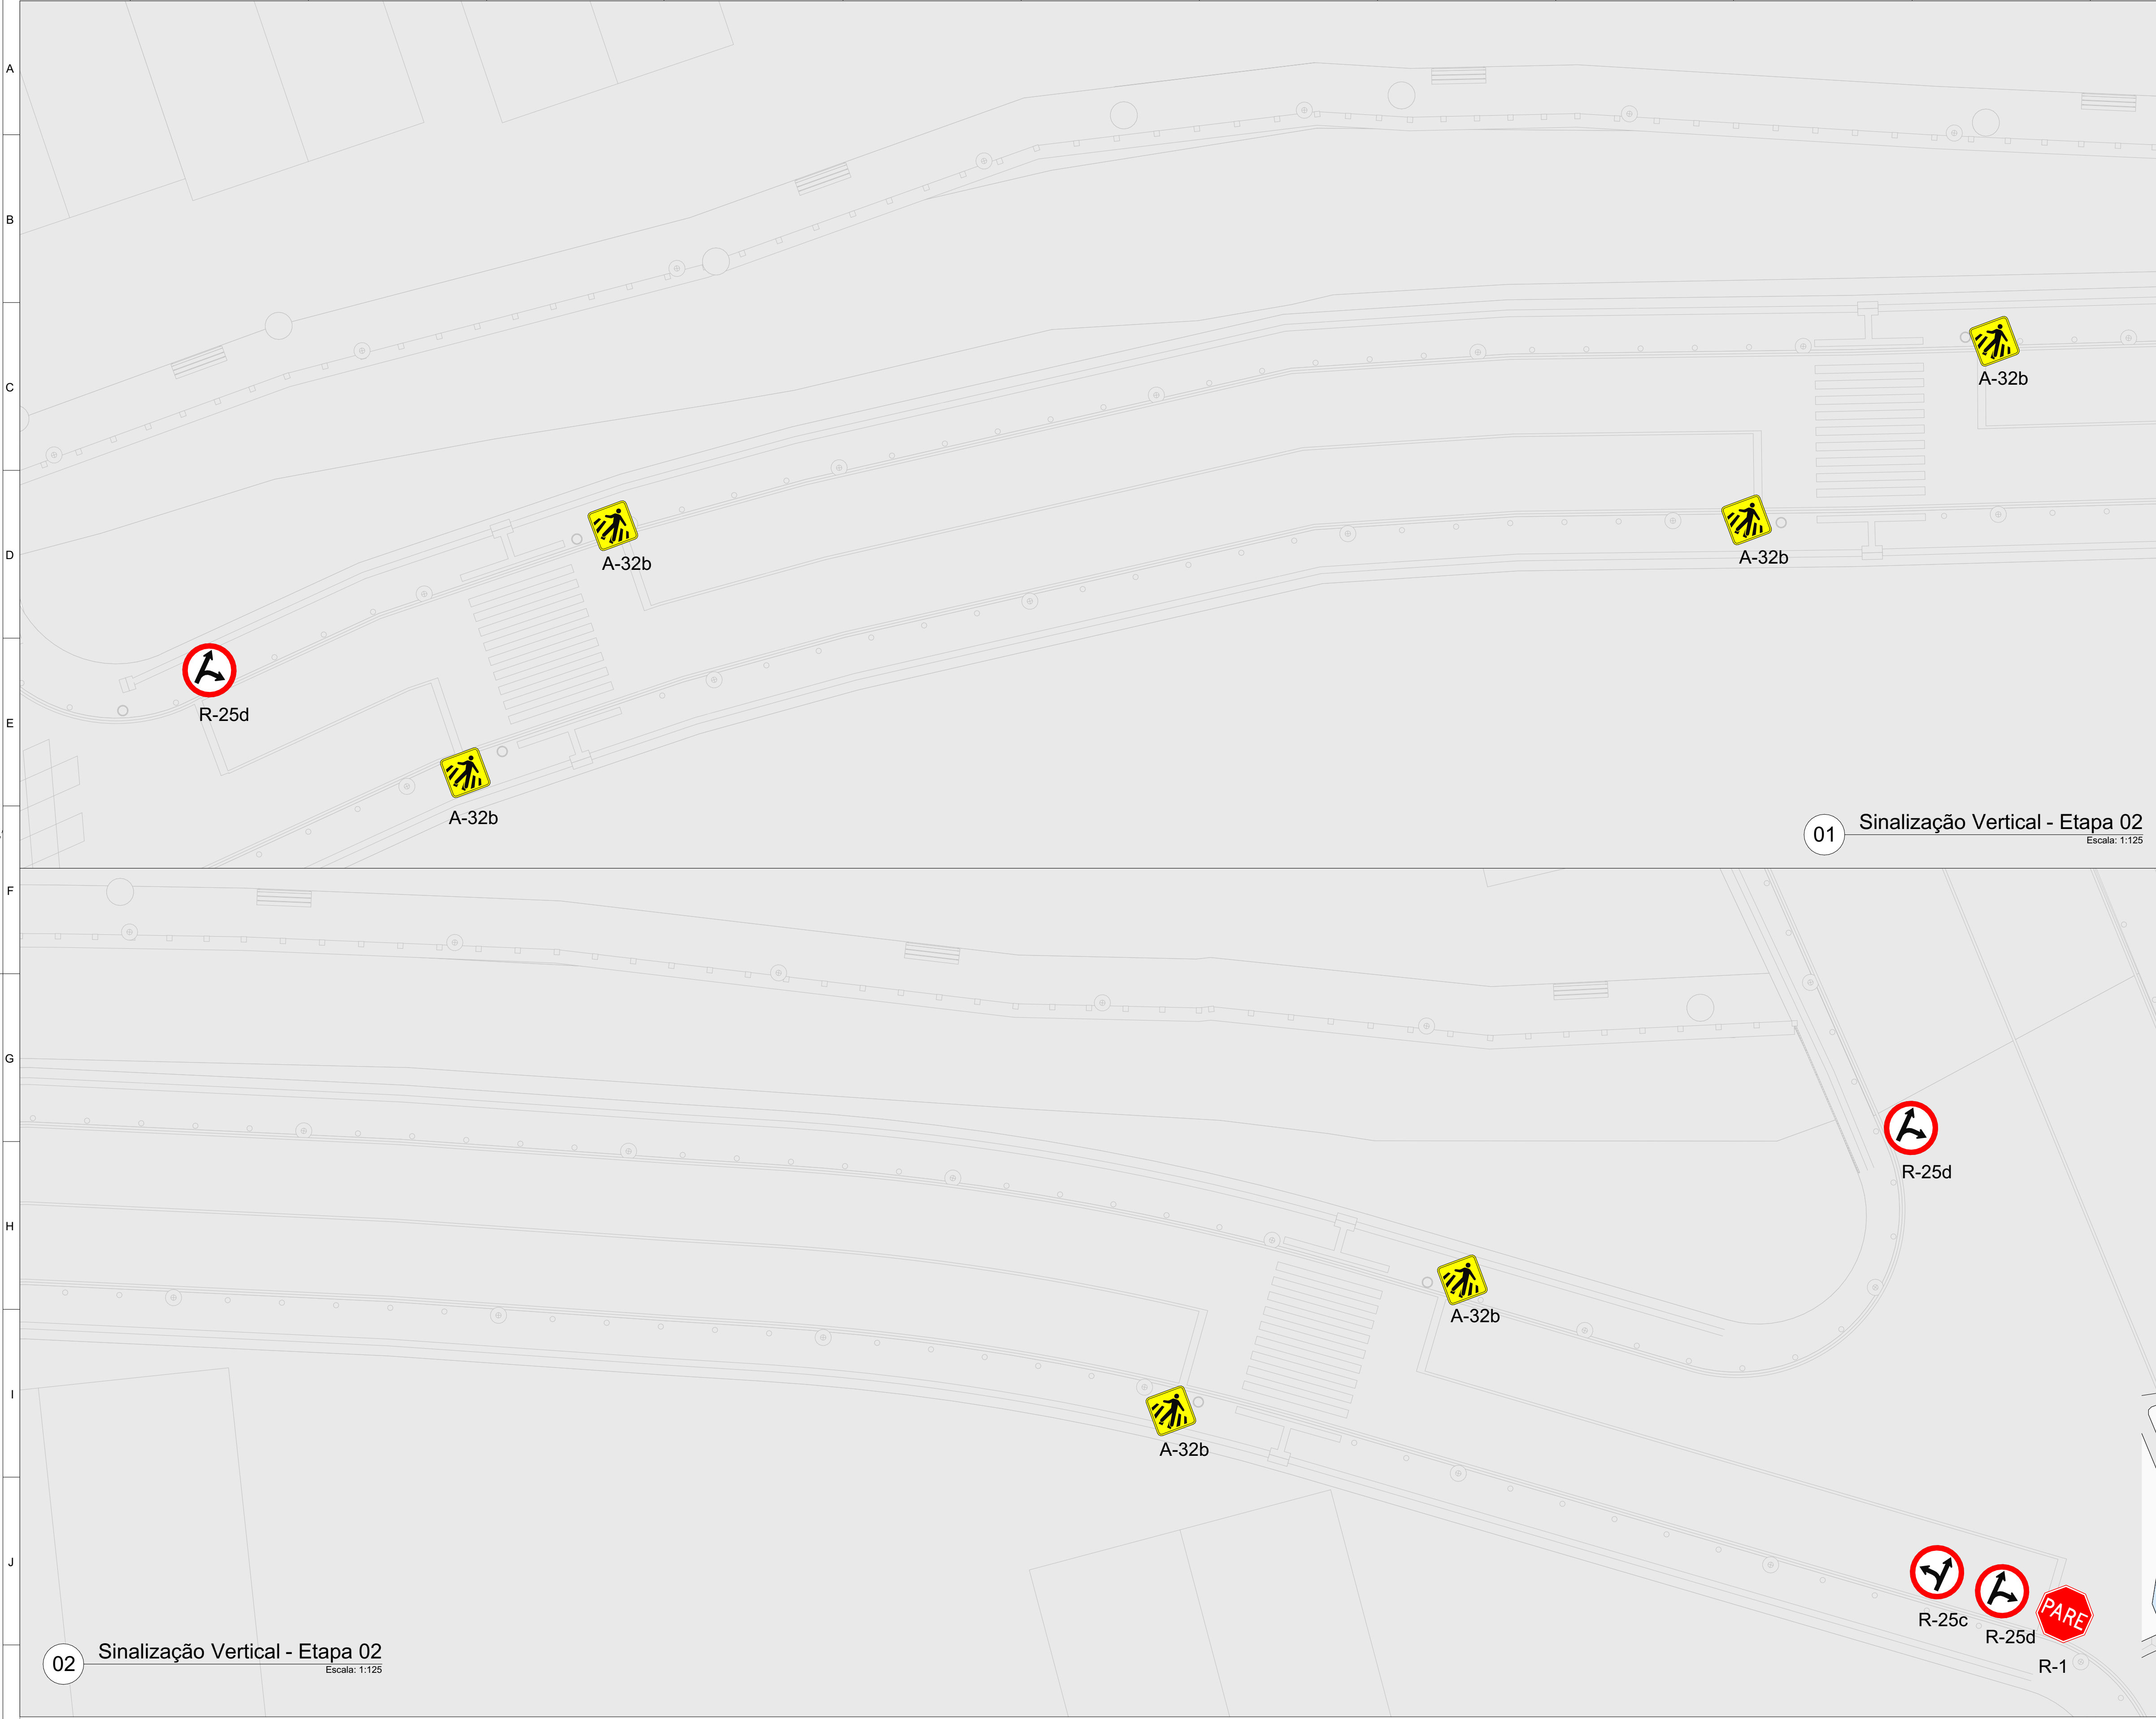 A
B
A-32b
C
A-32b
A-32b
D
R-25d
E
A-32b
01
Sinalização Vertical - Etapa 02
Escala: 1:125
F
G
R-25d
H
A-32b
I
A-32b
J
R-25c
R-25d
PARE
R-1
02
Sinalização Vertical - Etapa 02
Escala: 1:125